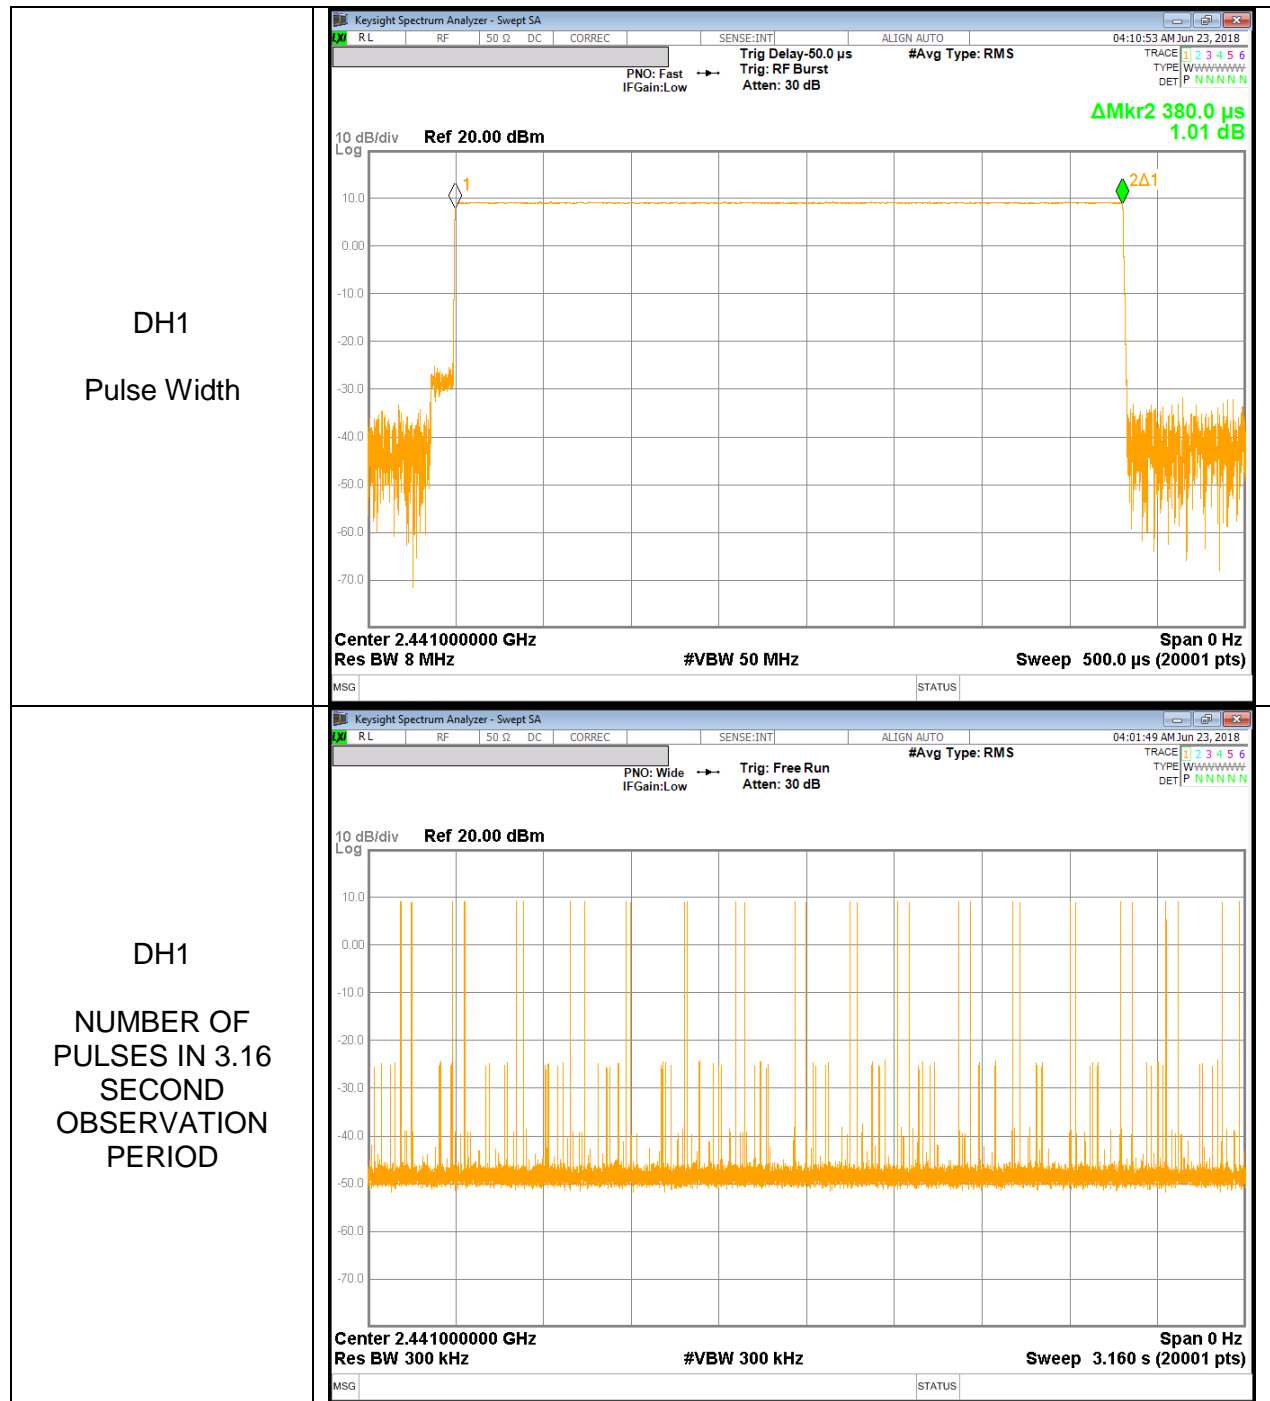 DH1
Pulse Width
Keysight Spectrum Analyzer - Swept SA
LXI RL RF 50 Ω DC CORREC SENSE:INT ALIGN AUTO 04:10:53 AM Jun 23, 2018
Trig Delay-50.0 µs #Avg Type: RMS TRACE 1 2 3 4 5 6
PNO: Fast Trig: RF Burst TYPE WWWWWW
IFGain:Low Atten: 30 dB DET P N N N N N
ΔMkr2 380.0 µs
1.01 dB
10 dB/div Ref 20.00 dBm
Log
1
2Δ1
10.0
0.00
-10.0
-20.0
-30.0
-40.0
-50.0
-60.0
-70.0
Center 2.441000000 GHz Span 0 Hz
Res BW 8 MHz #VBW 50 MHz Sweep 500.0 µs (20001 pts)
MSG STATUS
DH1
NUMBER OF
PULSES IN 3.16
SECOND
OBSERVATION
PERIOD
Keysight Spectrum Analyzer - Swept SA
LXI RL RF 50 Ω DC CORREC SENSE:INT ALIGN AUTO 04:01:49 AM Jun 23, 2018
#Avg Type: RMS TRACE 1 2 3 4 5 6
PNO: Wide Trig: Free Run TYPE WWWWWW
IFGain:Low Atten: 30 dB DET P N N N N N
10 dB/div Ref 20.00 dBm
Log
10.0
0.00
-10.0
-20.0
-30.0
-40.0
-50.0
-60.0
-70.0
Center 2.441000000 GHz Span 0 Hz
Res BW 300 kHz #VBW 300 kHz Sweep 3.160 s (20001 pts)
MSG STATUS